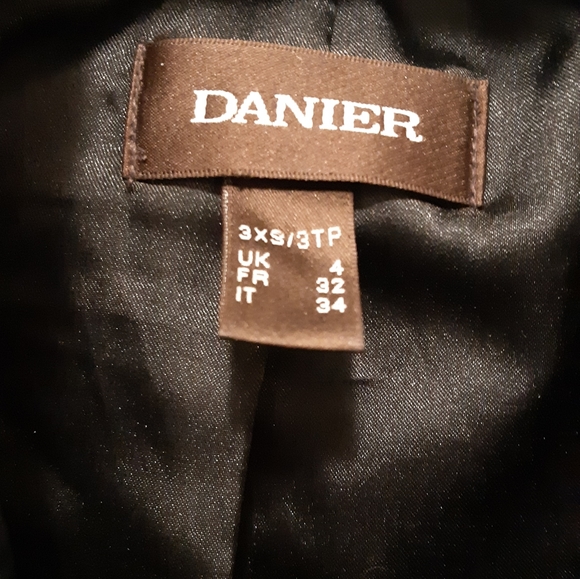 DANIER
3XS/3TP
UK 4
FR 32
IT 34